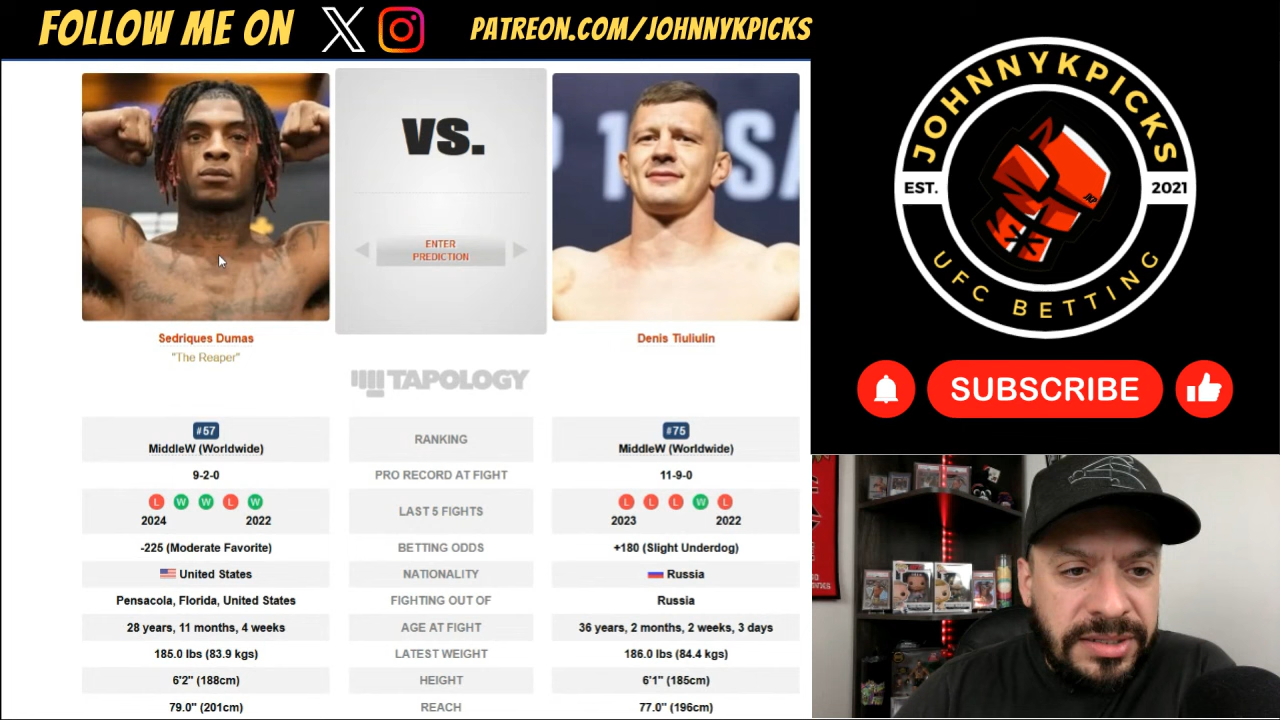 FOLLOW ME ON
PATREON.COM/JOHNNYKPICKS
VS.
ENTER
PREDICTION
Sedriques Dumas
"The Reaper"
Denis Tiuliulin
TAPOLOGY
#57
MiddleW (Worldwide)
RANKING
#75
MiddleW (Worldwide)
9-2-0
PRO RECORD AT FIGHT
11-9-0
L W W L W
2024 2022
LAST 5 FIGHTS
L L L W L
2023 2022
-225 (Moderate Favorite)
BETTING ODDS
+180 (Slight Underdog)
United States
NATIONALITY
Russia
Pensacola, Florida, United States
FIGHTING OUT OF
Russia
28 years, 11 months, 4 weeks
AGE AT FIGHT
36 years, 2 months, 2 weeks, 3 days
185.0 lbs (83.9 kgs)
LATEST WEIGHT
186.0 lbs (84.4 kgs)
6'2" (188cm)
HEIGHT
6'1" (185cm)
79.0" (201cm)
REACH
77.0" (196cm)
JOHNNYKPICKS
EST. 2021
JKP
UFC BETTING
SUBSCRIBE